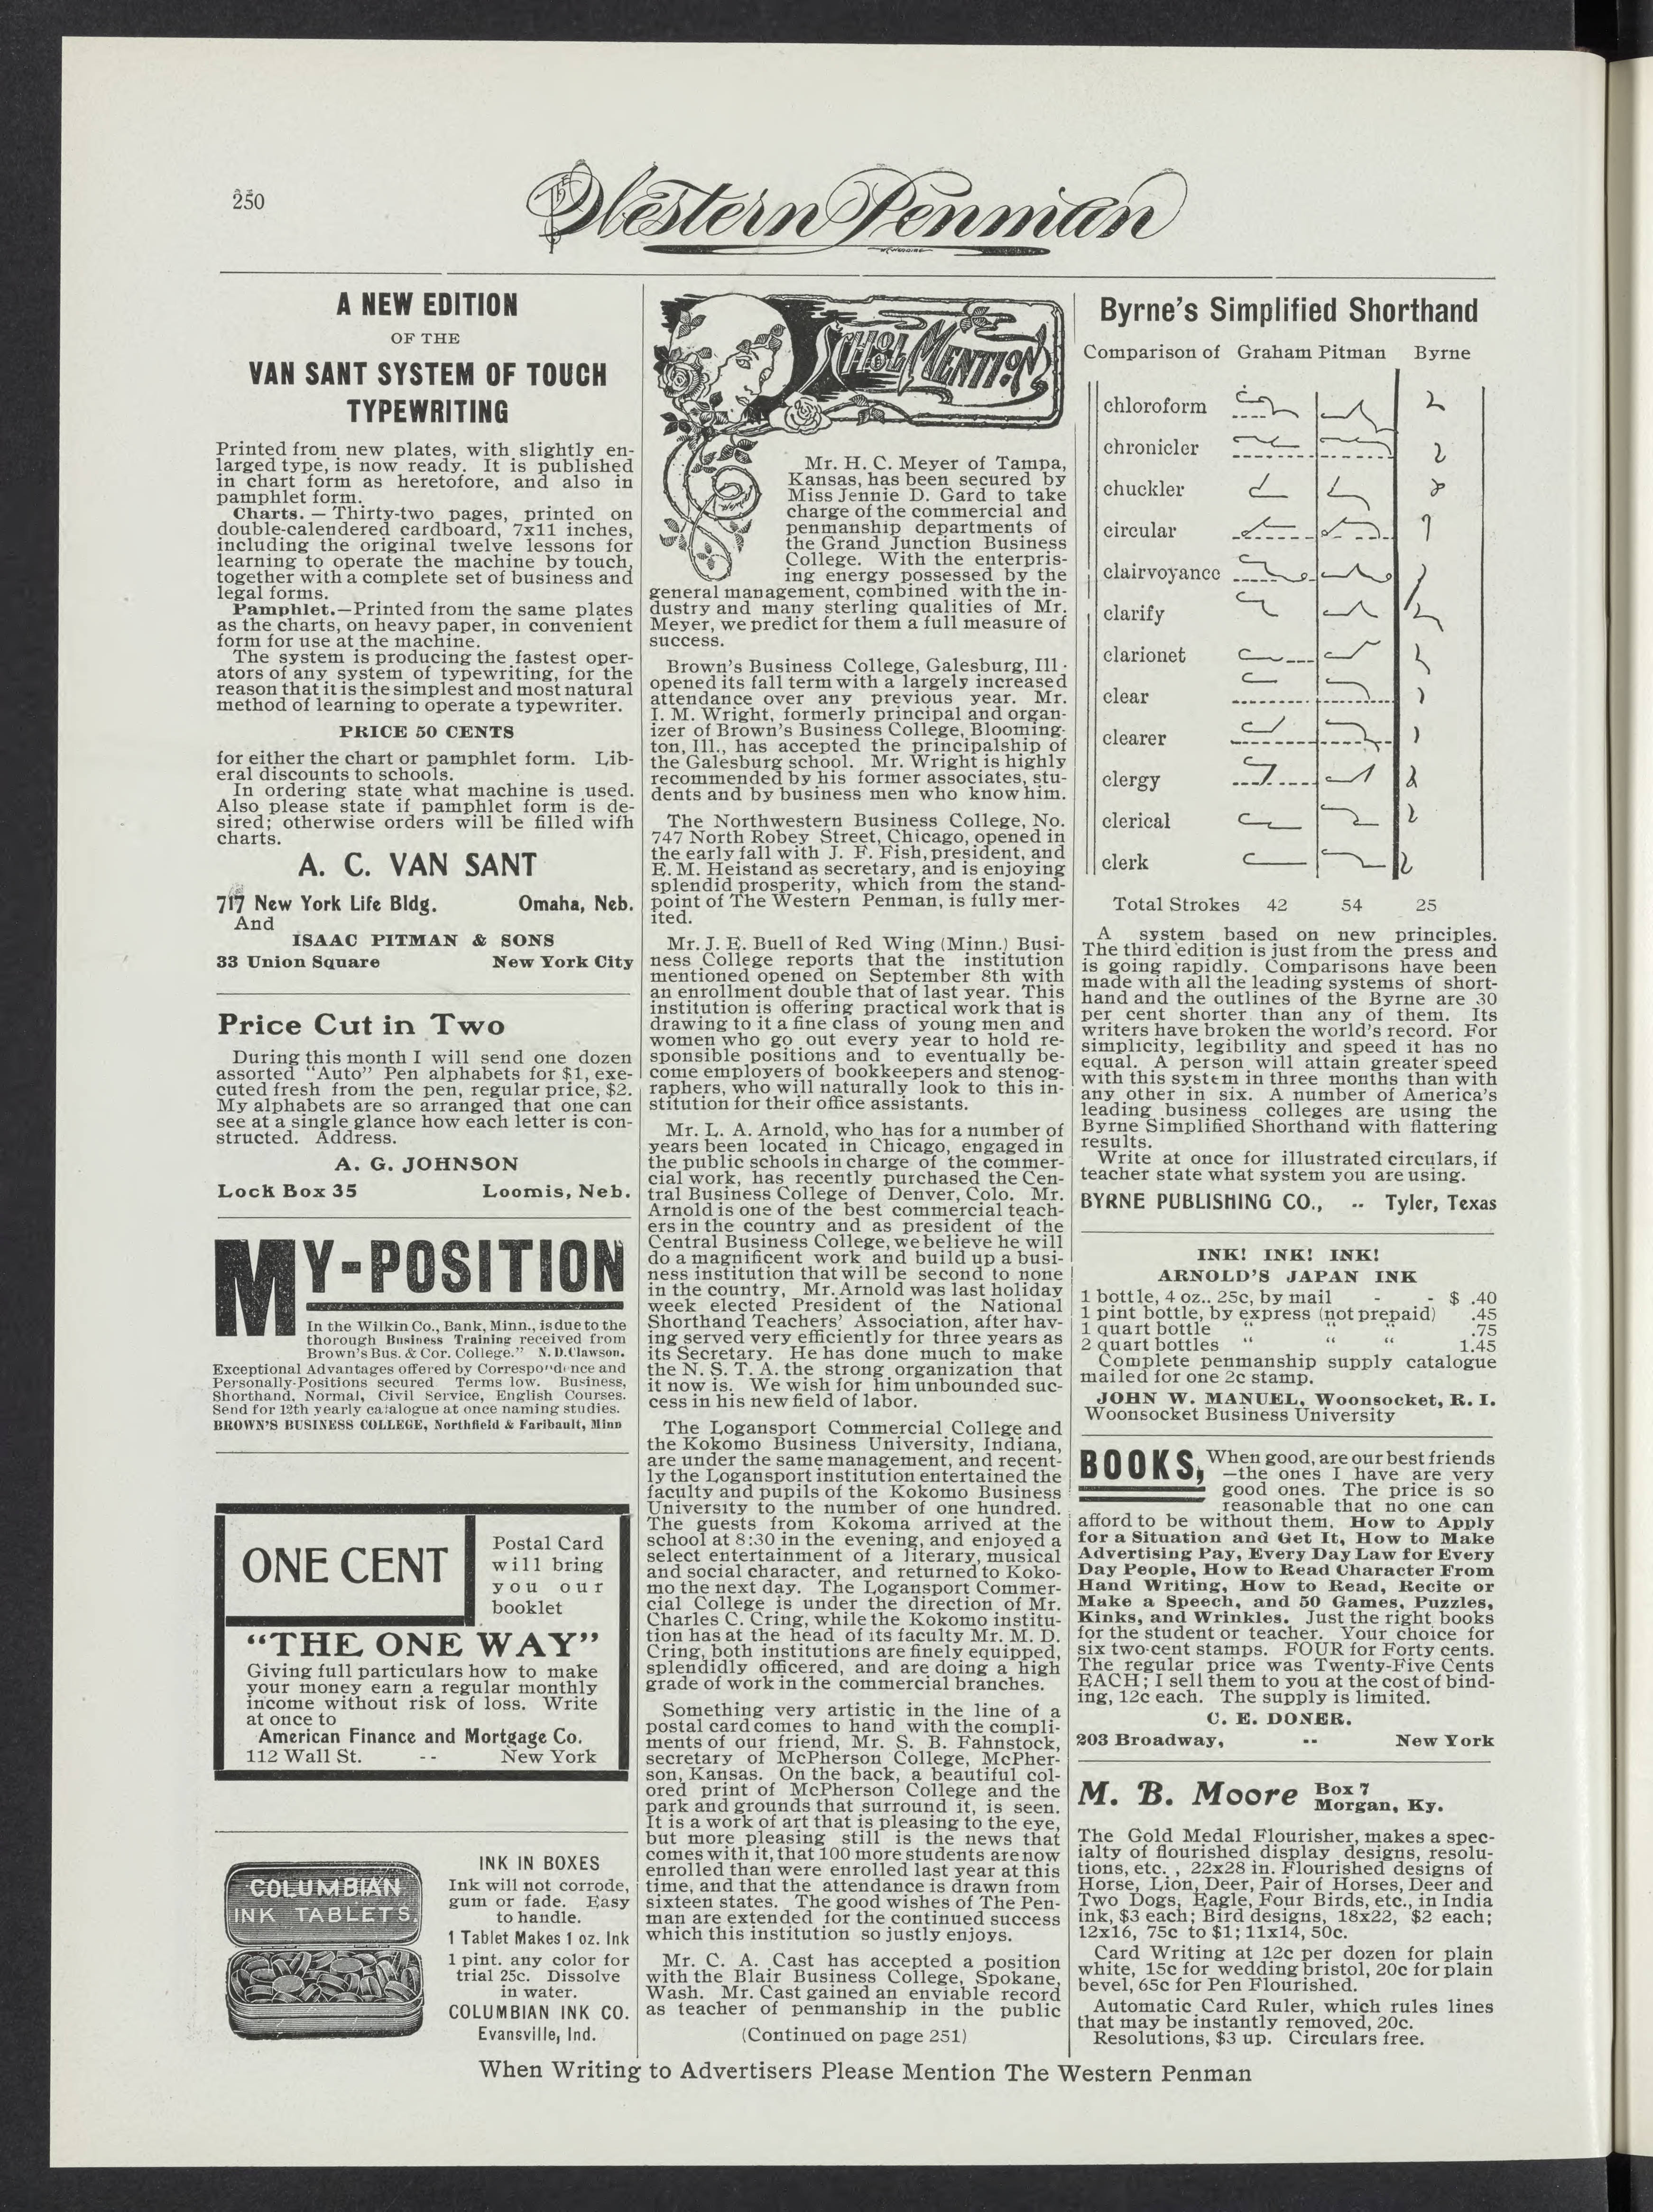 250
The Western Penman
A NEW EDITION
OF THE
VAN SANT SYSTEM OF TOUCH
TYPEWRITING
Printed from new plates, with slightly en-
larged type, is now ready. It is published
in chart form as heretofore, and also in
pamphlet form.
Charts. — Thirty-two pages, printed on
double-calendered cardboard, 7x11 inches,
including the original twelve lessons for
learning to operate the machine by touch,
together with a complete set of business and
legal forms.
Pamphlet.—Printed from the same plates
as the charts, on heavy paper, in convenient
form for use at the machine.
The system is producing the fastest oper-
ators of any system of typewriting, for the
reason that it is the simplest and most natural
method of learning to operate a typewriter.
PRICE 50 CENTS
for either the chart or pamphlet form. Lib-
eral discounts to schools.
In ordering state what machine is used.
Also please state if pamphlet form is de-
sired; otherwise orders will be filled wifh
charts.
A. C. VAN SANT
717 New York Life Bldg. Omaha, Neb.
And
ISAAC PITMAN & SONS
33 Union Square New York City
Price Cut in Two
During this month I will send one dozen
assorted "Auto" Pen alphabets for $1, exe-
cuted fresh from the pen, regular price, $2.
My alphabets are so arranged that one can
see at a single glance how each letter is con-
structed. Address.
A. G. JOHNSON
Lock Box 35 Loomis, Neb.
MY-POSITION
In the Wilkin Co., Bank, Minn., is due to the
thorough Business Training received from
Brown's Bus. & Cor. College." N. D. Clawson.
Exceptional Advantages offered by Correspondence and
Personally-Positions secured Terms low. Business,
Shorthand, Normal, Civil Service, English Courses.
Send for 12th yearly catalogue at once naming studies.
BROWN'S BUSINESS COLLEGE, Northfield & Faribault, Minn
ONE CENT
Postal Card
will bring
you our
booklet
"THE ONE WAY"
Giving full particulars how to make
your money earn a regular monthly
income without risk of loss. Write
at once to
American Finance and Mortgage Co.
112 Wall St. -- New York
COLUMBIAN
INK TABLETS.
INK IN BOXES
Ink will not corrode,
gum or fade. Easy
to handle.
1 Tablet Makes 1 oz. Ink
1 pint. any color for
trial 25c. Dissolve
in water.
COLUMBIAN INK CO.
Evansville, Ind.
SCHOOL MENTION
Mr. H. C. Meyer of Tampa,
Kansas, has been secured by
Miss Jennie D. Gard to take
charge of the commercial and
penmanship departments of
the Grand Junction Business
College. With the enterpris-
ing energy possessed by the
general management, combined with the in-
dustry and many sterling qualities of Mr.
Meyer, we predict for them a full measure of
success.
Brown's Business College, Galesburg, Ill.
opened its fall term with a largely increased
attendance over any previous year. Mr.
I. M. Wright, formerly principal and organ-
izer of Brown's Business College, Blooming-
ton, Ill., has accepted the principalship of
the Galesburg school. Mr. Wright is highly
recommended by his former associates, stu-
dents and by business men who know him.
The Northwestern Business College, No.
747 North Robey Street, Chicago, opened in
the early fall with J. F. Fish, president, and
E. M. Heistand as secretary, and is enjoying
splendid prosperity, which from the stand-
point of The Western Penman, is fully mer-
ited.
Mr. J. E. Buell of Red Wing (Minn.) Busi-
ness College reports that the institution
mentioned opened on September 8th with
an enrollment double that of last year. This
institution is offering practical work that is
drawing to it a fine class of young men and
women who go out every year to hold re-
sponsible positions and to eventually be-
come employers of bookkeepers and stenog-
raphers, who will naturally look to this in-
stitution for their office assistants.
Mr. L. A. Arnold, who has for a number of
years been located in Chicago, engaged in
the public schools in charge of the commer-
cial work, has recently purchased the Cen-
tral Business College of Denver, Colo. Mr.
Arnold is one of the best commercial teach-
ers in the country and as president of the
Central Business College, we believe he will
do a magnificent work and build up a busi-
ness institution that will be second to none
in the country, Mr. Arnold was last holiday
week elected President of the National
Shorthand Teachers' Association, after hav-
ing served very efficiently for three years as
its Secretary. He has done much to make
the N. S. T. A. the strong organization that
it now is. We wish for him unbounded suc-
cess in his new field of labor.
The Logansport Commercial College and
the Kokomo Business University, Indiana,
are under the same management, and recent-
ly the Logansport institution entertained the
faculty and pupils of the Kokomo Business
University to the number of one hundred.
The guests from Kokoma arrived at the
school at 8:30 in the evening, and enjoyed a
select entertainment of a literary, musical
and social character, and returned to Koko-
mo the next day. The Logansport Commer-
cial College is under the direction of Mr.
Charles C. Cring, while the Kokomo institu-
tion has at the head of its faculty Mr. M. D.
Cring, both institutions are finely equipped,
splendidly officered, and are doing a high
grade of work in the commercial branches.
Something very artistic in the line of a
postal card comes to hand with the compli-
ments of our friend, Mr. S. B. Fahnstock,
secretary of McPherson College, McPher-
son, Kansas. On the back, a beautiful col-
ored print of McPherson College and the
park and grounds that surround it, is seen.
It is a work of art that is pleasing to the eye,
but more pleasing still is the news that
comes with it, that 100 more students are now
enrolled than were enrolled last year at this
time, and that the attendance is drawn from
sixteen states. The good wishes of The Pen-
man are extended for the continued success
which this institution so justly enjoys.
Mr. C. A. Cast has accepted a position
with the Blair Business College, Spokane,
Wash. Mr. Cast gained an enviable record
as teacher of penmanship in the public
(Continued on page 251)
Byrne's Simplified Shorthand
Comparison of Graham Pitman Byrne
chloroform
chronicler
chuckler
circular
clairvoyance
clarify
clarionet
clear
clearer
clergy
clerical
clerk
Total Strokes 42 54 25
A system based on new principles.
The third edition is just from the press and
is going rapidly. Comparisons have been
made with all the leading systems of short-
hand and the outlines of the Byrne are 30
per cent shorter than any of them. Its
writers have broken the world's record. For
simplicity, legibility and speed it has no
equal. A person will attain greater speed
with this system in three months than with
any other in six. A number of America's
leading business colleges are using the
Byrne Simplified Shorthand with flattering
results.
Write at once for illustrated circulars, if
teacher state what system you are using.
BYRNE PUBLISHING CO., -- Tyler, Texas
INK! INK! INK!
ARNOLD'S JAPAN INK
1 bottle, 4 oz.. 25c, by mail - - $ .40
1 pint bottle, by express (not prepaid) .45
1 quart bottle " " " .75
2 quart bottles " " " 1.45
Complete penmanship supply catalogue
mailed for one 2c stamp.
JOHN W. MANUEL, Woonsocket, R. I.
Woonsocket Business University
BOOKS, When good, are our best friends
—the ones I have are very
good ones. The price is so
reasonable that no one can
afford to be without them. How to Apply
for a Situation and Get It, How to Make
Advertising Pay, Every Day Law for Every
Day People, How to Read Character From
Hand Writing, How to Read, Recite or
Make a Speech, and 50 Games, Puzzles,
Kinks, and Wrinkles. Just the right books
for the student or teacher. Your choice for
six two-cent stamps. FOUR for Forty cents.
The regular price was Twenty-Five Cents
EACH; I sell them to you at the cost of bind-
ing, 12c each. The supply is limited.
C. E. DONER.
203 Broadway, -- New York
M. B. Moore Box 7
Morgan, Ky.
The Gold Medal Flourisher, makes a spec-
ialty of flourished display designs, resolu-
tions, etc. , 22x28 in. Flourished designs of
Horse, Lion, Deer, Pair of Horses, Deer and
Two Dogs, Eagle, Four Birds, etc., in India
ink, $3 each; Bird designs, 18x22, $2 each;
12x16, 75c to $1; 11x14, 50c.
Card Writing at 12c per dozen for plain
white, 15c for wedding bristol, 20c for plain
bevel, 65c for Pen Flourished.
Automatic Card Ruler, which rules lines
that may be instantly removed, 20c.
Resolutions, $3 up. Circulars free.
When Writing to Advertisers Please Mention The Western Penman